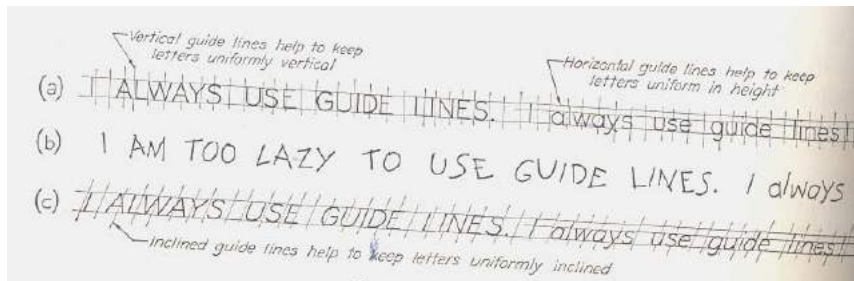 Vertical guide lines help to keep
letters uniformly vertical
Horizontal guide lines help to keep
letters uniform in height
(a) I ALWAYS USE GUIDE LINES. I always use guide lines!
(b) I AM TOO LAZY TO USE GUIDE LINES. I always
(c) I ALWAYS USE GUIDE LINES. I always use guide lines!
Inclined guide lines help to keep letters uniformly inclined